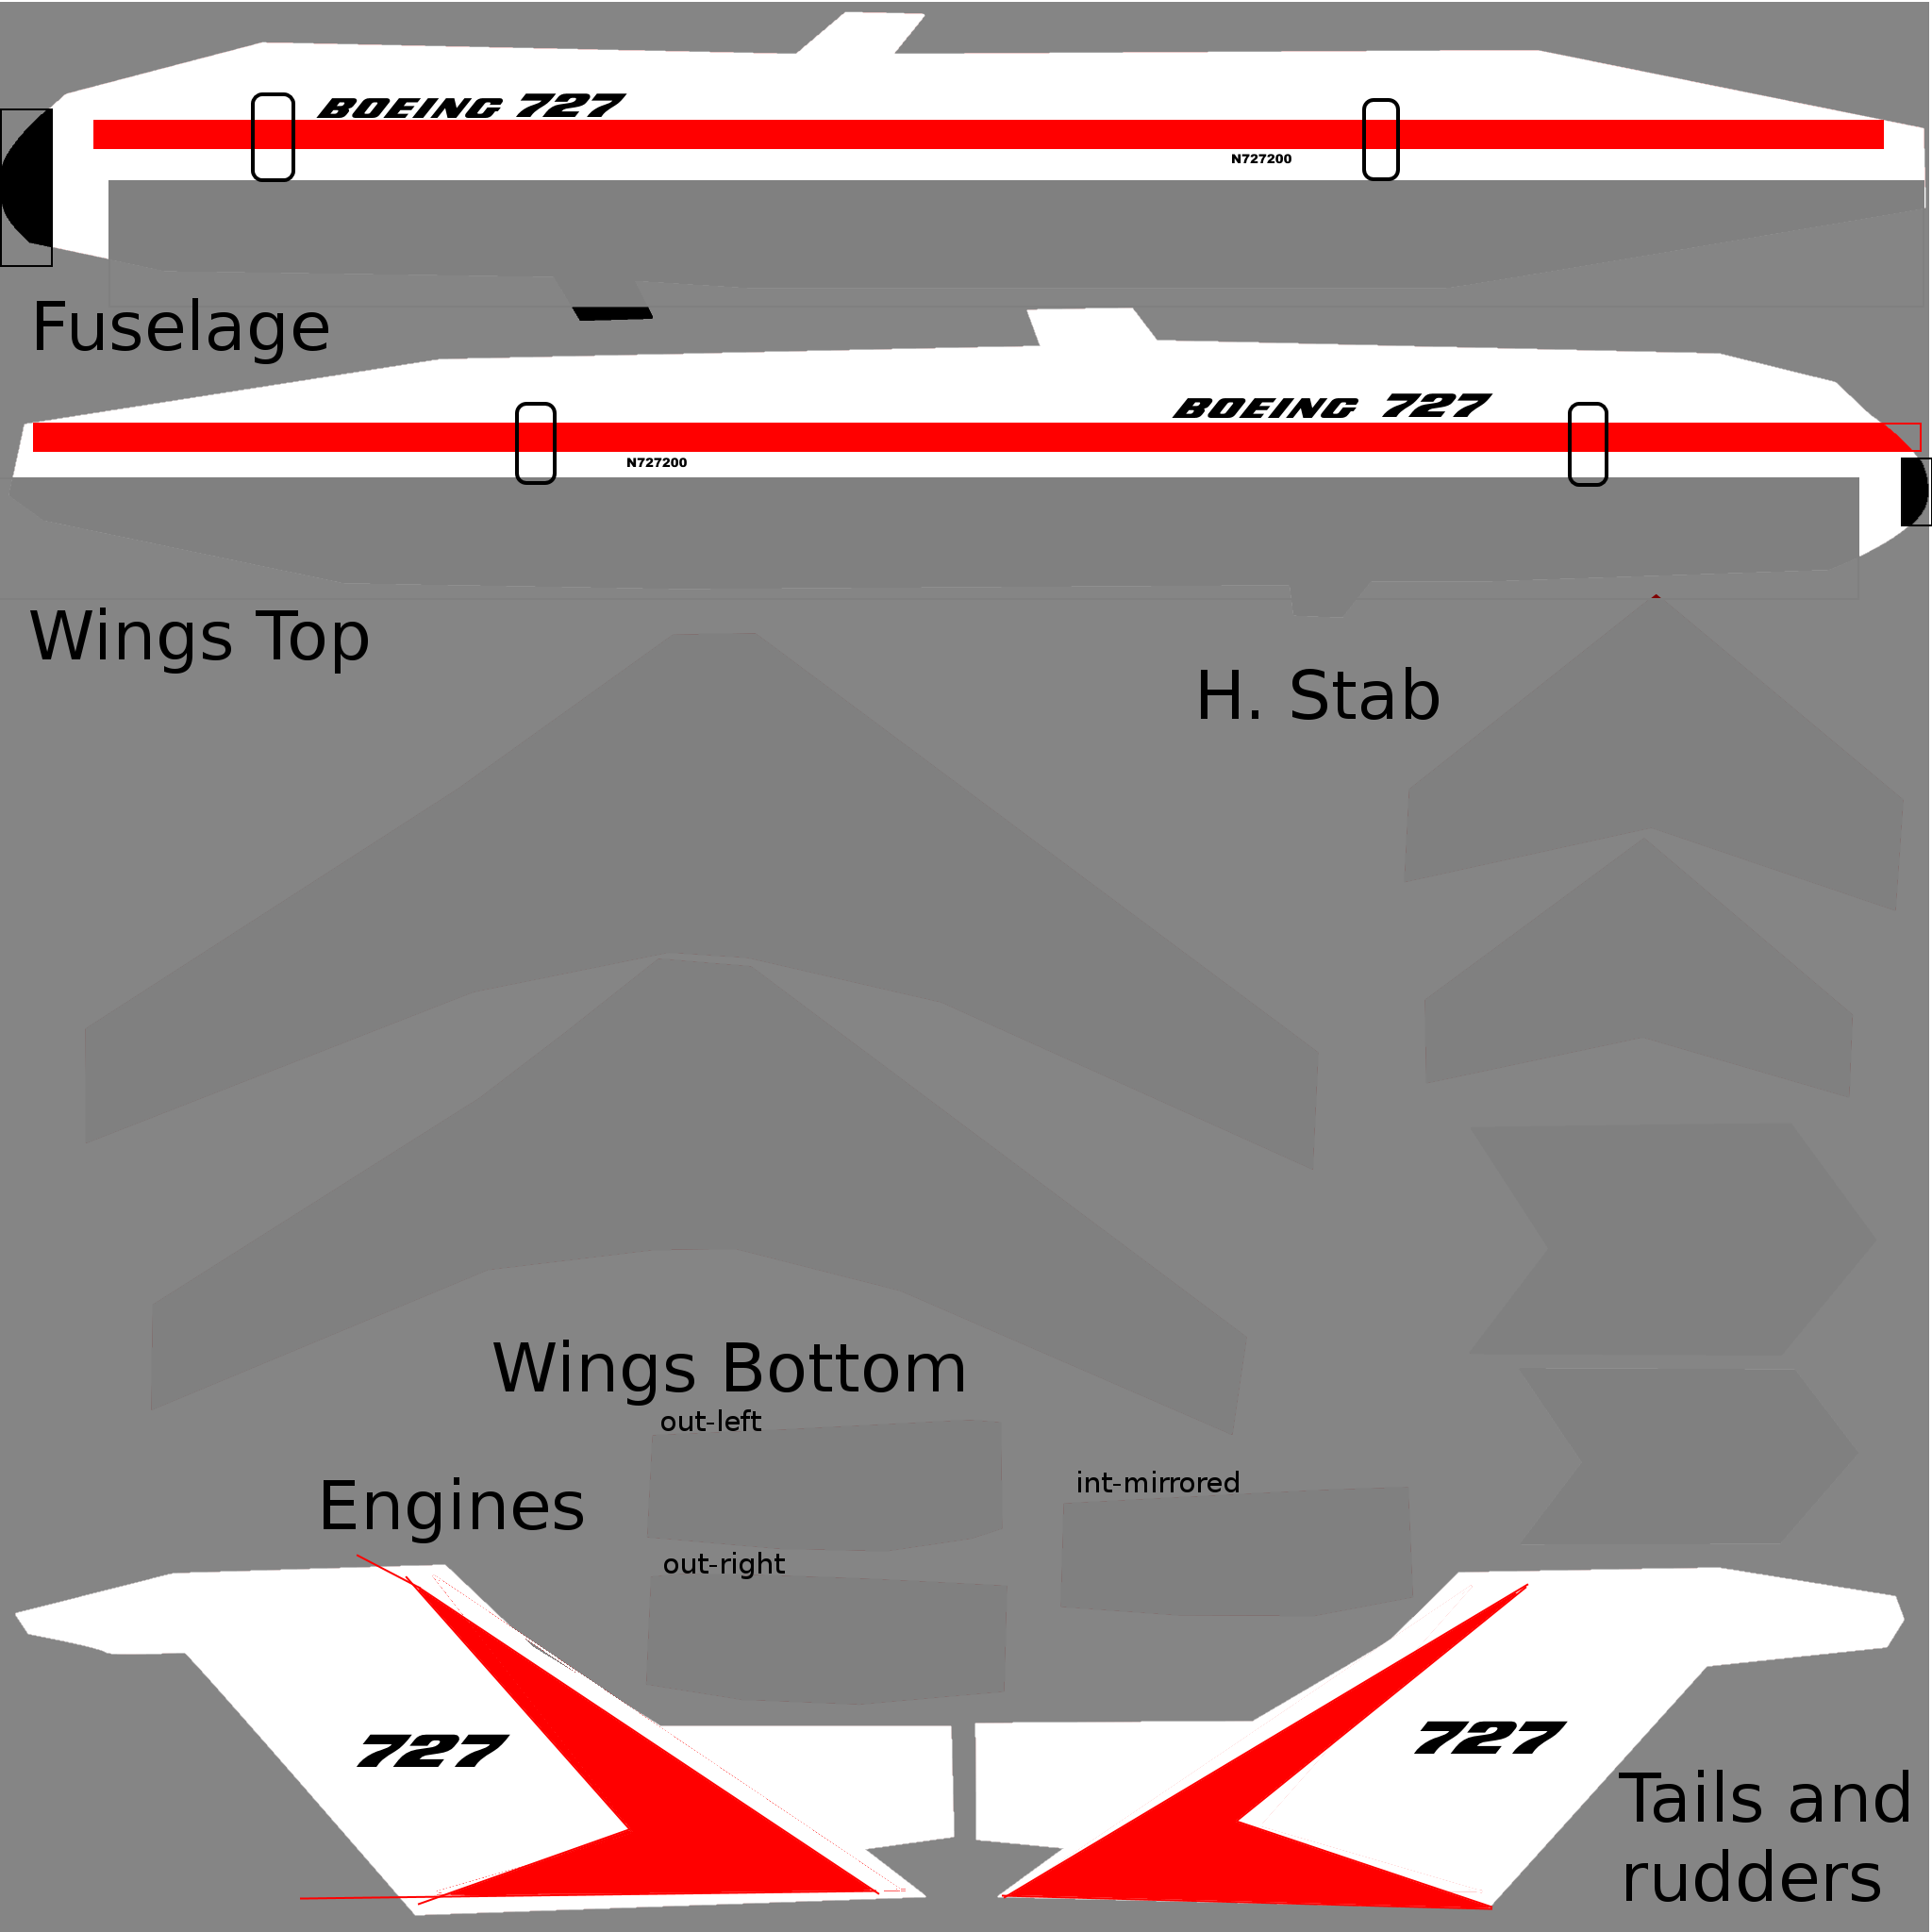 BOEING 727
N727200
Fuselage
BOEING 727
N727200
Wings Top
H. Stab
Wings Bottom
out-left
int-mirrored
Engines
out-right
727
727
Tails and
rudders